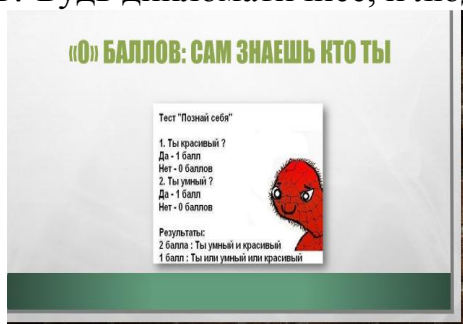 «О» БАЛЛОВ: САМ ЗНАЕШЬ КТО ТЫ
Тест "Познай себя"
1. Ты красивый ?
Да - 1 балл
Нет - 0 баллов
2. Ты умный ?
Да - 1 балл
Нет - 0 баллов
Результаты:
2 балла : Ты умный и красивый
1 балл : Ты или умный или красивый